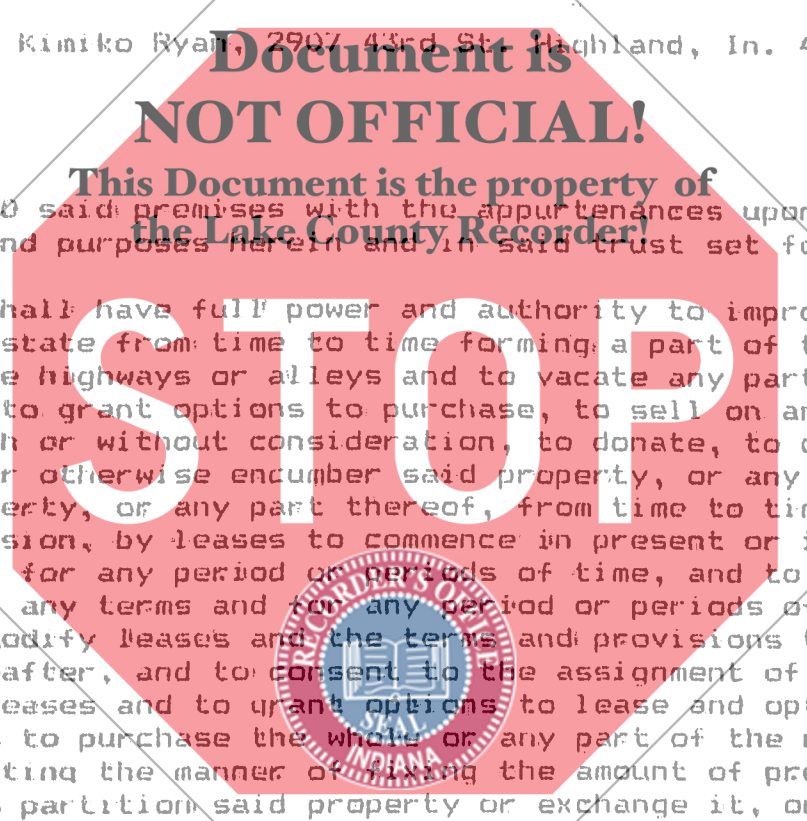 Kimiko Ryan, 2907 43rd St. Highland, In. 4
Document is
NOT OFFICIAL!
This Document is the property of
the Lake County Recorder!
said premises with the appurtenances upon
nd purposes herein and in said trust set fo
hall have full power and authority to impro
state from time to time forming a part of t
e highways or alleys and to vacate any part
to grant options to purchase, to sell on an
h or without consideration, to donate, to d
r otherwise encumber said property, or any
erty, or any part thereof, from time to tim
sion, by leases to commence in present or i
for any period or periods of time, and to
any terms and for any period or periods of
odify leases and the terms and provisions t
after, and to consent to the assignment of
eases and to grant options to lease and opt
to purchase the whole or any part of the r
ting the manner of fixing the amount of pre
partition said property or exchange it, or
STOP
RECORDER'S OFFI
SEAL
INDIANA